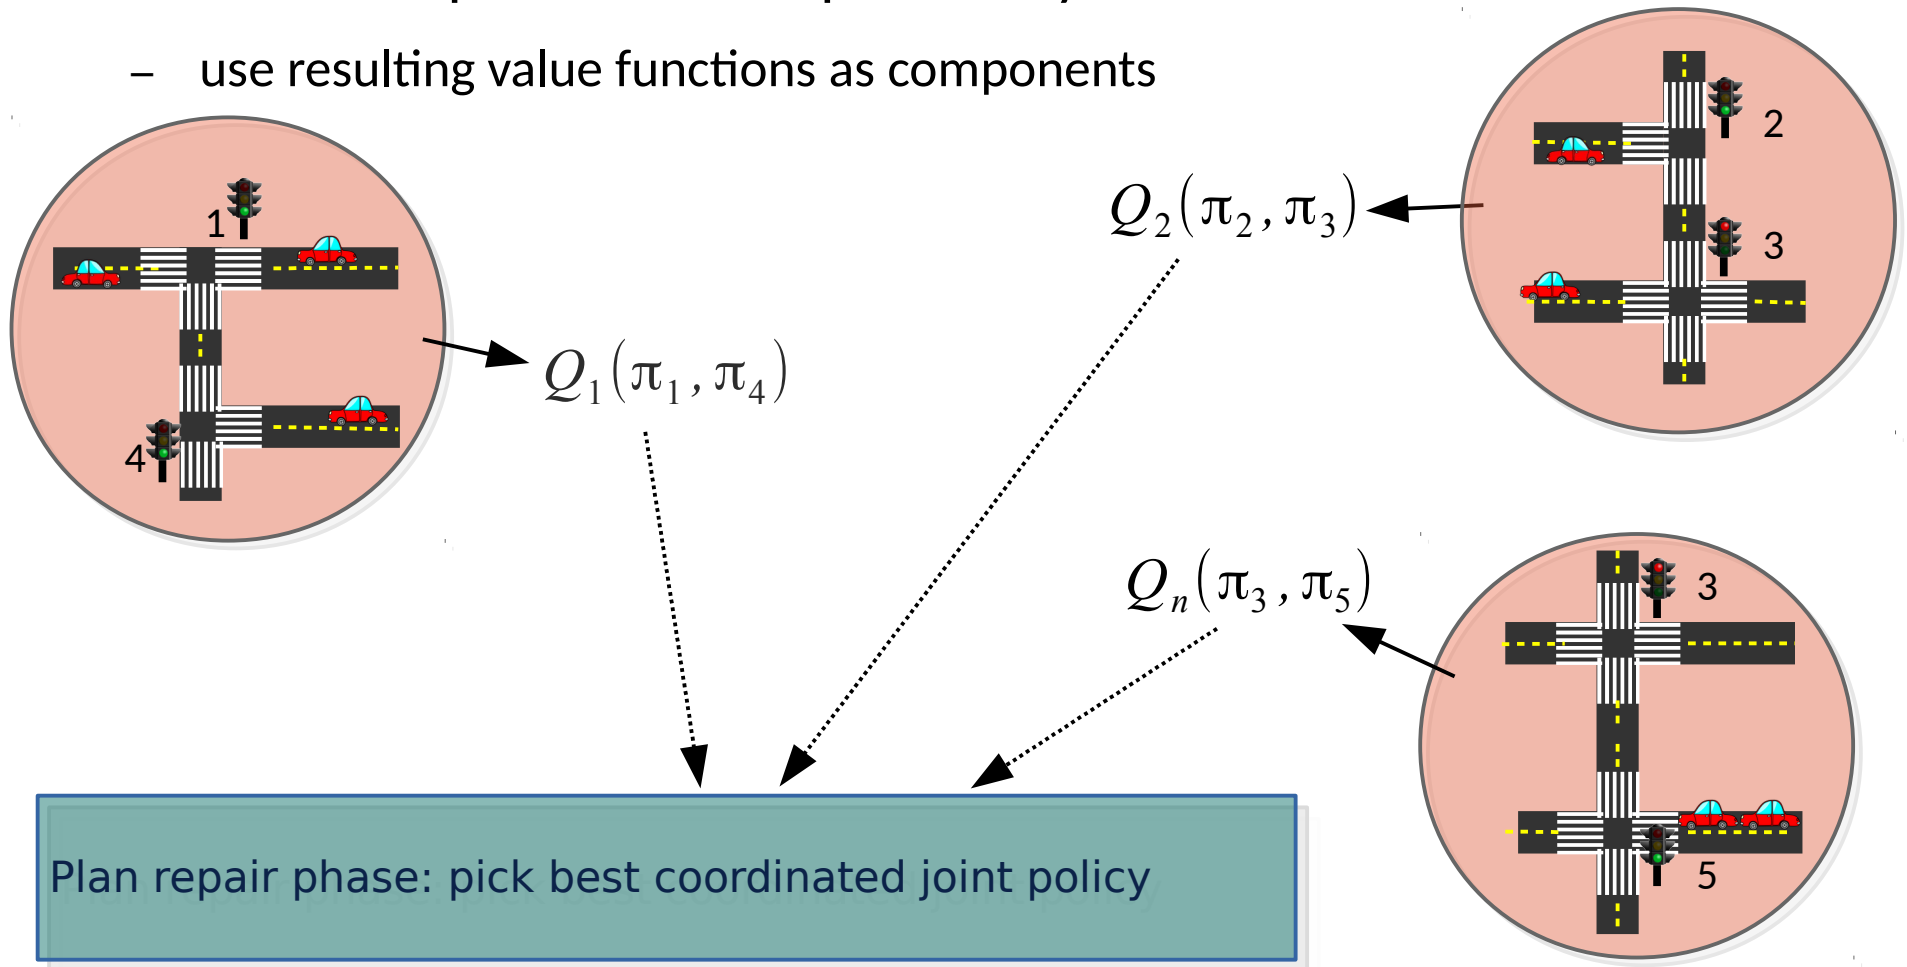 – use resulting value functions as components
1
4
Q₁(π₁, π₄)
2
3
Q₂(π₂, π₃)
Qₙ(π₃, π₅)
3
5
Plan repair phase: pick best coordinated joint policy